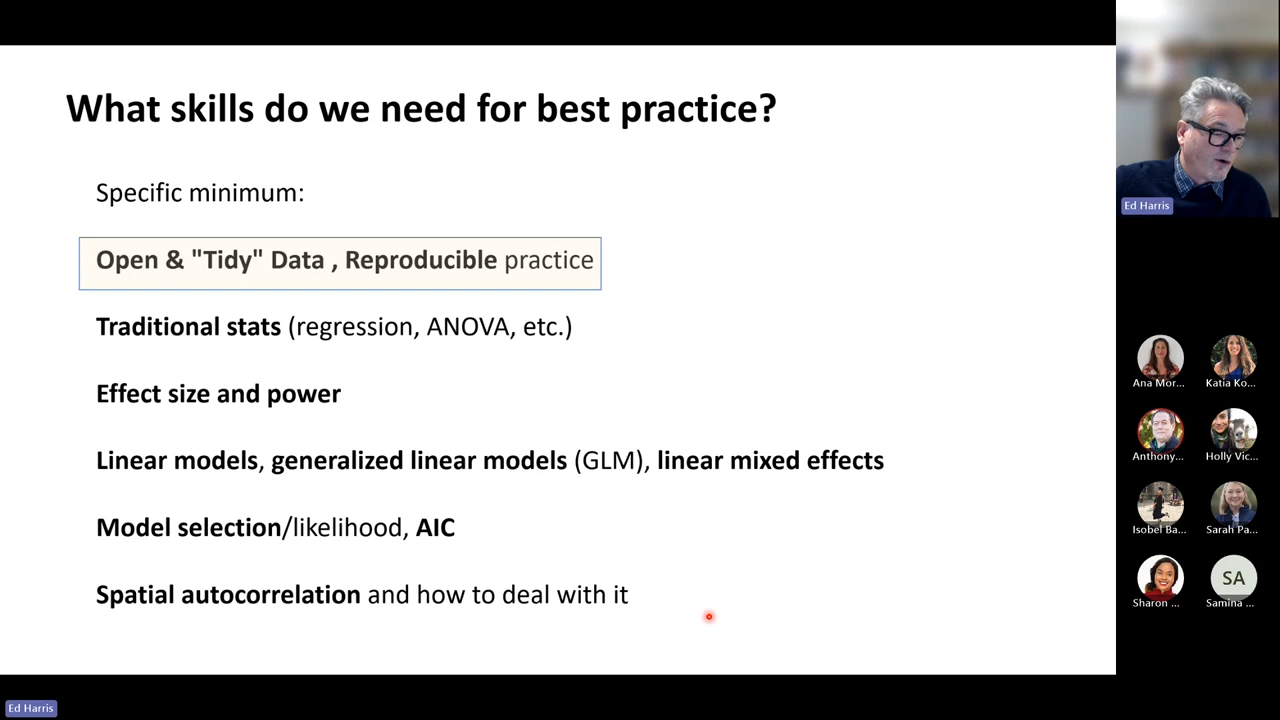 What skills do we need for best practice?
Specific minimum:
Open & "Tidy" Data , Reproducible practice
Traditional stats (regression, ANOVA, etc.)
Effect size and power
Linear models, generalized linear models (GLM), linear mixed effects
Model selection/likelihood, AIC
Spatial autocorrelation and how to deal with it
Ed Harris
Ana Mor...
Katia Ko...
Anthony...
Holly Vic...
Isobel Ba...
Sarah Pa...
SA
Sharon ...
Samina ...
Ed Harris